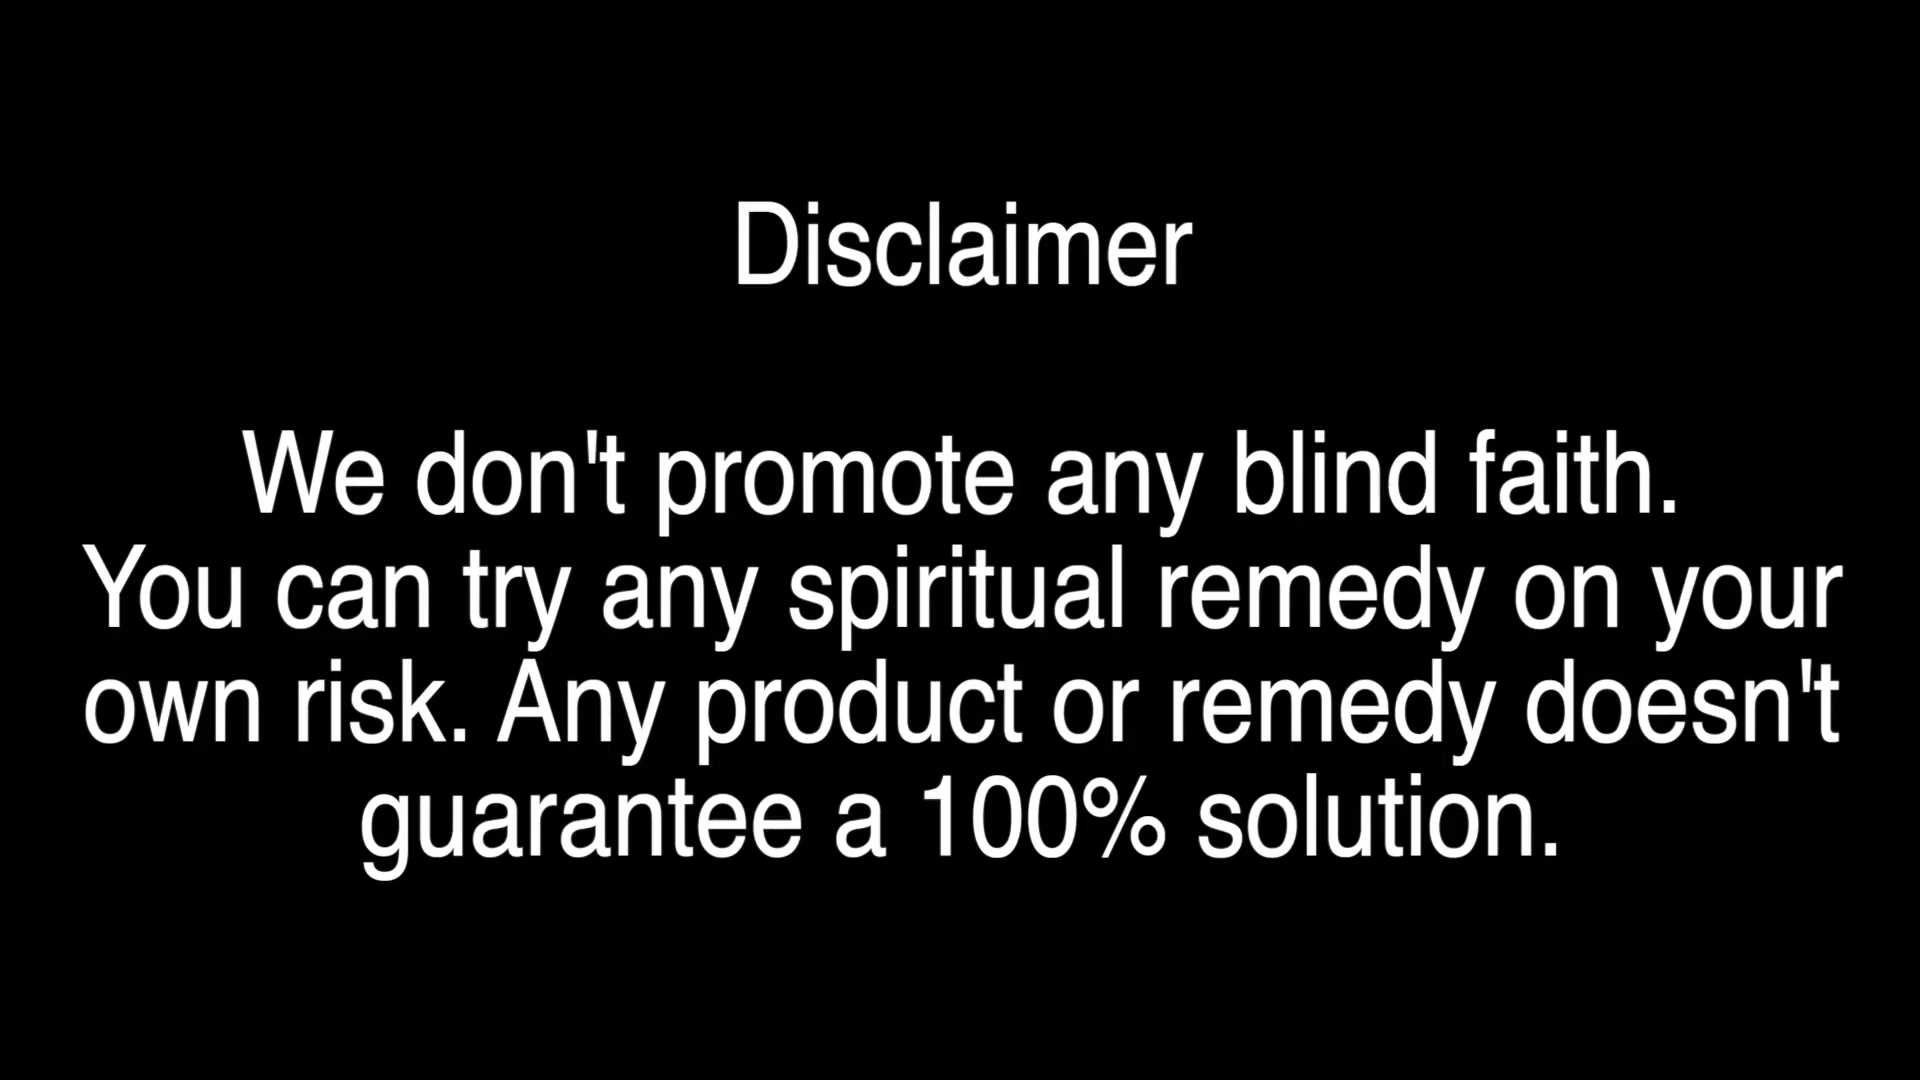 Disclaimer
We don't promote any blind faith.
You can try any spiritual remedy on your
own risk. Any product or remedy doesn't
guarantee a 100% solution.